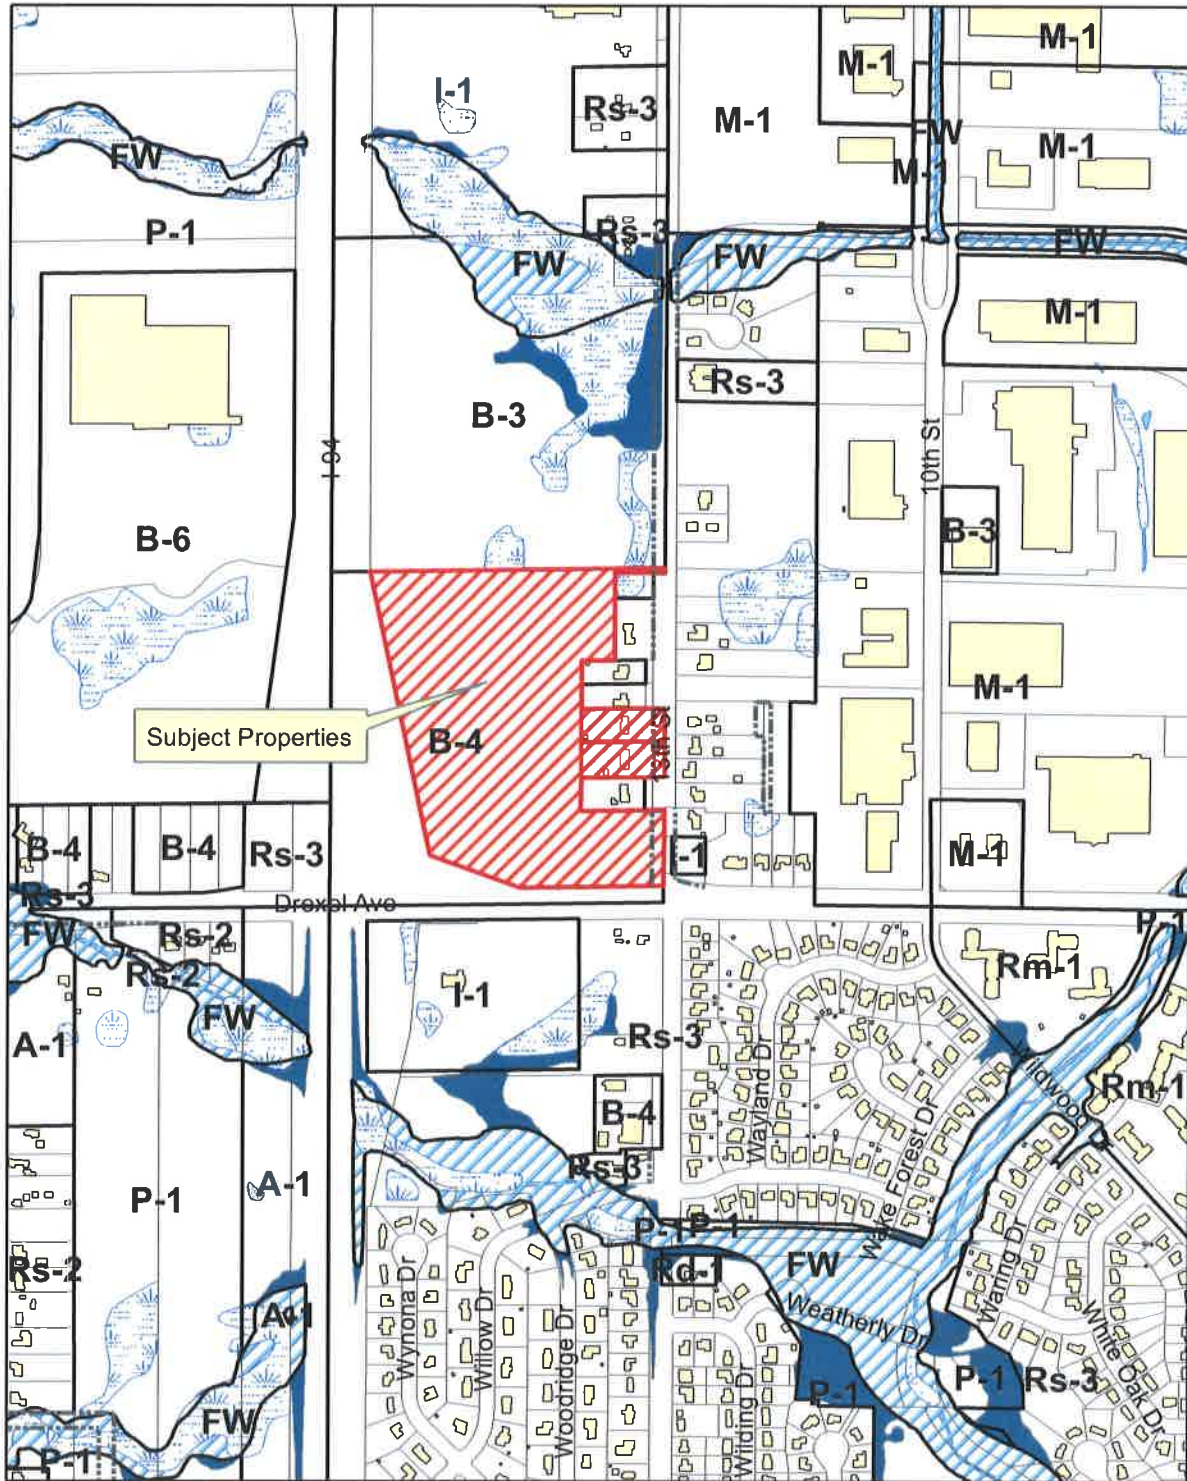 M-1
M-1
I-1
Rs-3
M-1
FW
M-1
M-1
FW
P-1
Rs-3
FW
FW
FW
M-1
Rs-3
B-3
I 94
10th St
B-6
B-3
M-1
Subject Properties
B-4
13th St
B-4
B-4
Rs-3
-1
M-1
Rs-3
Drexel Ave
P-1
FW
Rs-2
Rs-2
Rm-1
I-1
FW
A-1
Rs-3
Wayland Dr
Wildwood
Rm-1
B-4
Wake Forest Dr
Rs-3
P-1
A-1
P-1
P-1
FW
Rd-1
Rs-2
Wynona Dr
Willow Dr
Woodridge Dr
Waring Dr
White Oak Dr
A-1
Weatherly Dr
P-1
P-1
Rs-3
FW
Wilding Dr
P-1